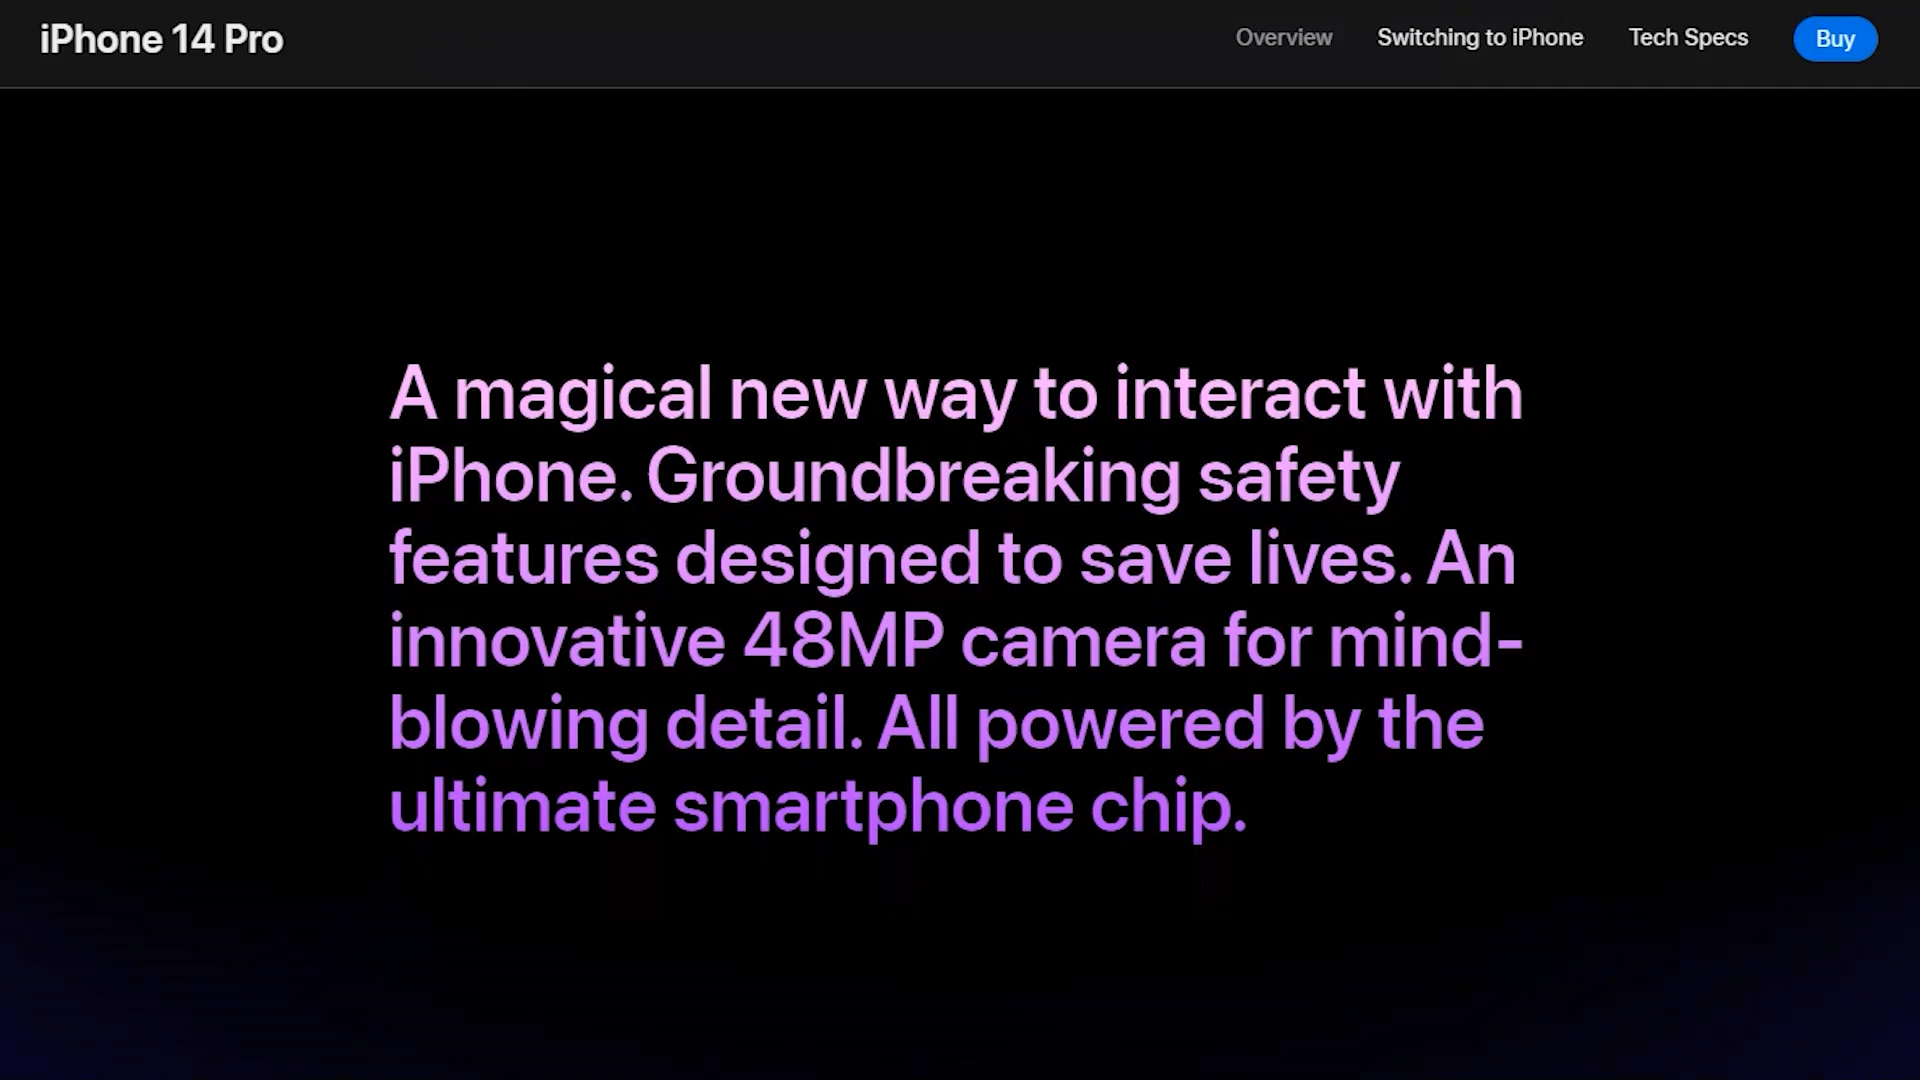 iPhone 14 Pro
Overview
Switching to iPhone
Tech Specs
Buy
A magical new way to interact with
iPhone. Groundbreaking safety
features designed to save lives. An
innovative 48MP camera for mind-
blowing detail. All powered by the
ultimate smartphone chip.